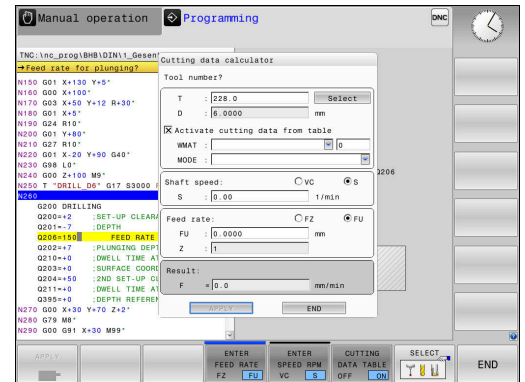 Manual operation
Programming
DNC
TNC:\nc_prog\BHB\DIN\1_Gesen
→Feed rate for plunging?
N150 G01 X+130 Y+5*
N160 G00 X+100*
N170 G03 X+50 Y+12 R+30*
N180 G01 X+5*
N190 G24 R10*
N200 G01 Y+80*
N210 G27 R10*
N220 G01 X-20 Y+90 G40*
N230 G98 L0*
N240 G00 Z+100 M9*
N250 T "DRILL_D6" G17 S3000
N260
G200 DRILLING
Q200=+2 ;SET-UP CLEARA
Q201=-7 ;DEPTH
Q206=150 FEED RATE
Q202=+7 ;PLUNGING DEPT
Q210=+0 ;DWELL TIME AT
Q203=+0 ;SURFACE COORD
Q204=+50 ;2ND SET-UP CL
Q211=+0 ;DWELL TIME AT
Q395=+0 ;DEPTH REFEREN
N270 G00 X+30 Y+70 Z+2*
N280 G79 M8*
N290 G00 G91 X+30 M99*
Q206
Cutting data calculator
Tool number?
T : 228.0 Select
D : 6.0000 mm
Activate cutting data from table
WMAT : 0
MODE :
Shaft speed: VC S
S : 0.00 1/min
Feed rate: FZ FU
FU : 0.0000 mm
Z : 1
Result:
F = 0.0 mm/min
APPLY END
APPLY
ENTER FEED RATE FZ FU
ENTER SPEED RPM VC S
CUTTING DATA TABLE OFF ON
SELECT
END